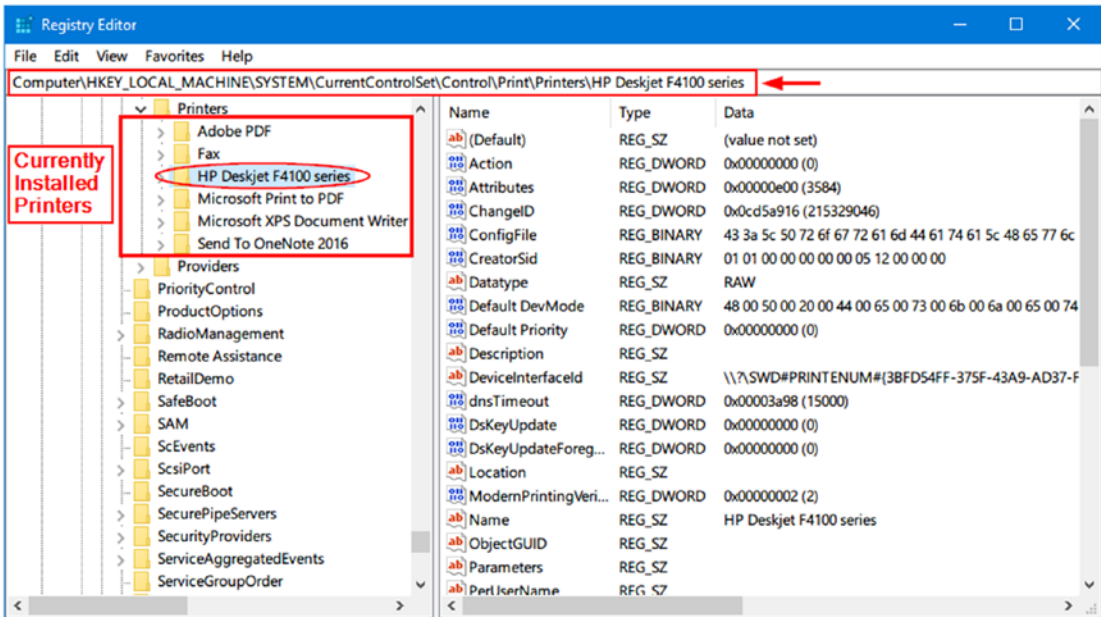 Registry Editor
File Edit View Favorites Help
Computer\HKEY_LOCAL_MACHINE\SYSTEM\CurrentControlSet\Control\Print\Printers\HP Deskjet F4100 series
Currently
Installed
Printers
Printers
Adobe PDF
Fax
HP Deskjet F4100 series
Microsoft Print to PDF
Microsoft XPS Document Writer
Send To OneNote 2016
Providers
PriorityControl
ProductOptions
RadioManagement
Remote Assistance
RetailDemo
SafeBoot
SAM
ScEvents
ScsiPort
SecureBoot
SecurePipeServers
SecurityProviders
ServiceAggregatedEvents
ServiceGroupOrder
Name Type Data
ab (Default) REG_SZ (value not set)
Action REG_DWORD 0x00000000 (0)
Attributes REG_DWORD 0x00000e00 (3584)
ChangeID REG_DWORD 0x0cd5a916 (215329046)
ConfigFile REG_BINARY 43 3a 5c 50 72 6f 67 72 61 6d 44 61 74 61 5c 48 65 77 6c
CreatorSid REG_BINARY 01 01 00 00 00 00 00 05 12 00 00 00
ab Datatype REG_SZ RAW
Default DevMode REG_BINARY 48 00 50 00 20 00 44 00 65 00 73 00 6b 00 6a 00 65 00 74
Default Priority REG_DWORD 0x00000000 (0)
ab Description REG_SZ
ab DeviceInterfaceId REG_SZ \\?\SWD#PRINTENUM#{3BFD54FF-375F-43A9-AD37-F
dnsTimeout REG_DWORD 0x00003a98 (15000)
DsKeyUpdate REG_DWORD 0x00000000 (0)
DsKeyUpdateForeg... REG_DWORD 0x00000000 (0)
ab Location REG_SZ
ModernPrintingVeri... REG_DWORD 0x00000002 (2)
ab Name REG_SZ HP Deskjet F4100 series
ab ObjectGUID REG_SZ
ab Parameters REG_SZ
ab PerUserName REG_SZ